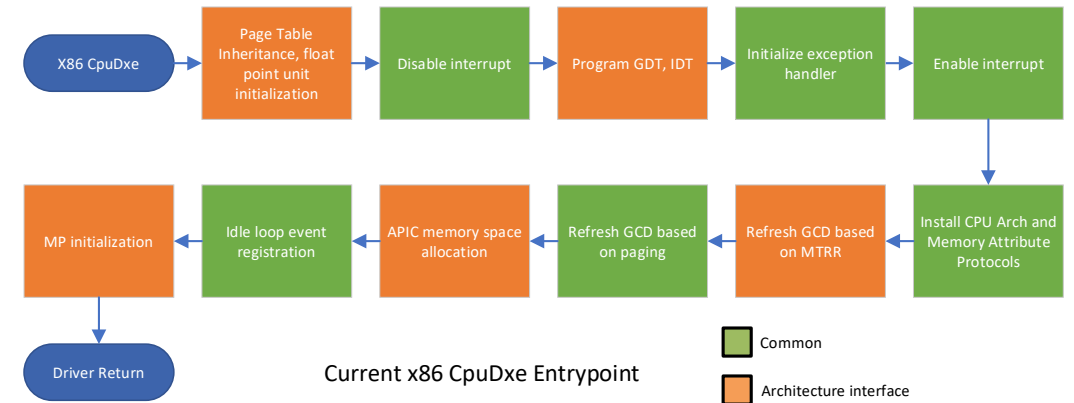 X86 CpuDxe
Page Table
Inheritance, float
point unit
initialization
Disable interrupt
Program GDT, IDT
Initialize exception
handler
Enable interrupt
Install CPU Arch and
Memory Attribute
Protocols
Refresh GCD based
on MTRR
Refresh GCD based
on paging
APIC memory space
allocation
Idle loop event
registration
MP initialization
Driver Return
Current x86 CpuDxe Entrypoint
Common
Architecture interface